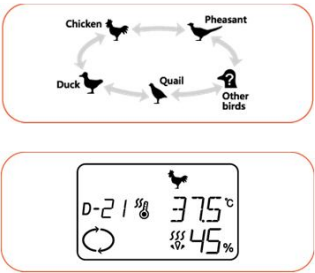 Chicken
Pheasant
Duck
Quail
?
Other
birds
D-21
37.5 °C
45%